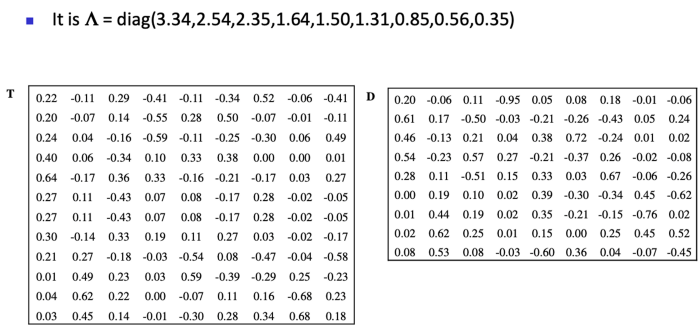 ▪ It is Λ = diag(3.34,2.54,2.35,1.64,1.50,1.31,0.85,0.56,0.35)
T
0.22 -0.11 0.29 -0.41 -0.11 -0.34 0.52 -0.06 -0.41
0.20 -0.07 0.14 -0.55 0.28 0.50 -0.07 -0.01 -0.11
0.24 0.04 -0.16 -0.59 -0.11 -0.25 -0.30 0.06 0.49
0.40 0.06 -0.34 0.10 0.33 0.38 0.00 0.00 0.01
0.64 -0.17 0.36 0.33 -0.16 -0.21 -0.17 0.03 0.27
0.27 0.11 -0.43 0.07 0.08 -0.17 0.28 -0.02 -0.05
0.27 0.11 -0.43 0.07 0.08 -0.17 0.28 -0.02 -0.05
0.30 -0.14 0.33 0.19 0.11 0.27 0.03 -0.02 -0.17
0.21 0.27 -0.18 -0.03 -0.54 0.08 -0.47 -0.04 -0.58
0.01 0.49 0.23 0.03 0.59 -0.39 -0.29 0.25 -0.23
0.04 0.62 0.22 0.00 -0.07 0.11 0.16 -0.68 0.23
0.03 0.45 0.14 -0.01 -0.30 0.28 0.34 0.68 0.18
D
0.20 -0.06 0.11 -0.95 0.05 0.08 0.18 -0.01 -0.06
0.61 0.17 -0.50 -0.03 -0.21 -0.26 -0.43 0.05 0.24
0.46 -0.13 0.21 0.04 0.38 0.72 -0.24 0.01 0.02
0.54 -0.23 0.57 0.27 -0.21 -0.37 0.26 -0.02 -0.08
0.28 0.11 -0.51 0.15 0.33 0.03 0.67 -0.06 -0.26
0.00 0.19 0.10 0.02 0.39 -0.30 -0.34 0.45 -0.62
0.01 0.44 0.19 0.02 0.35 -0.21 -0.15 -0.76 0.02
0.02 0.62 0.25 0.01 0.15 0.00 0.25 0.45 0.52
0.08 0.53 0.08 -0.03 -0.60 0.36 0.04 -0.07 -0.45